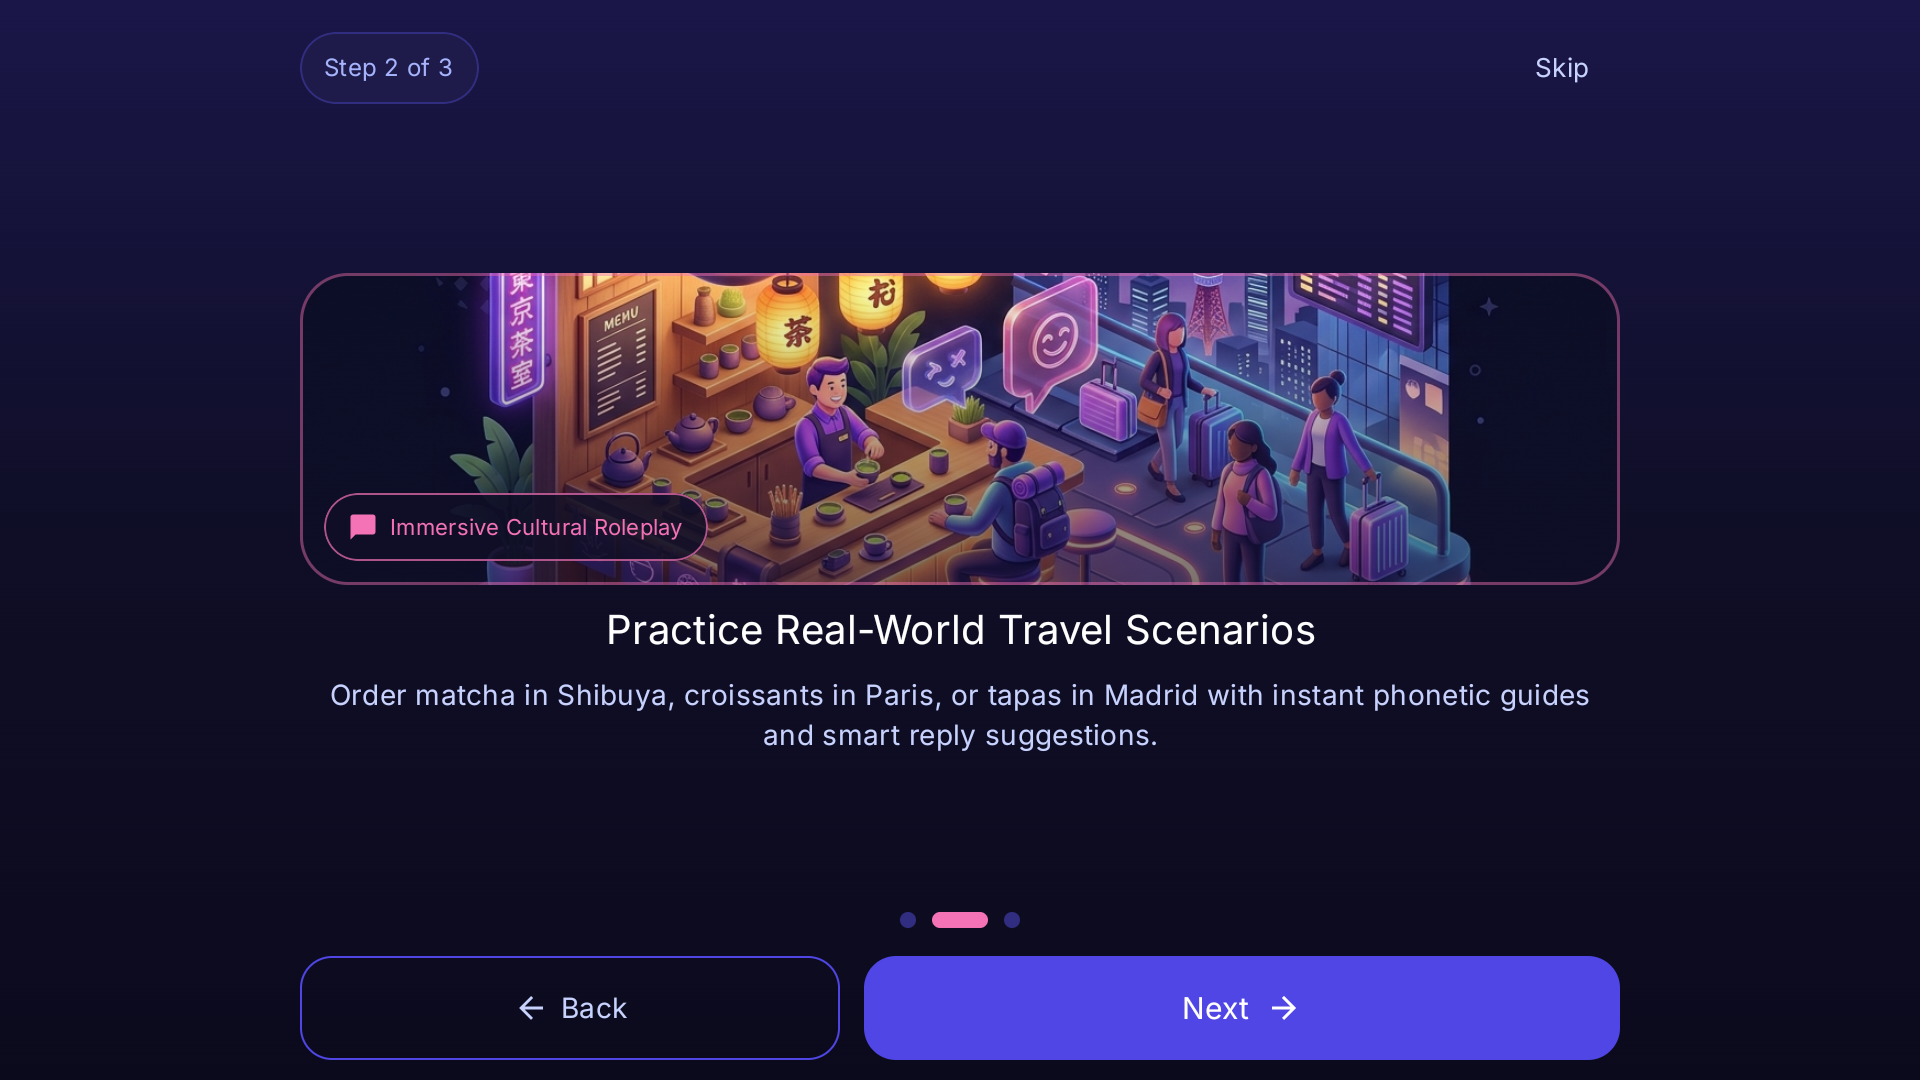 Step 2 of 3
Skip
東京茶室
MENU
茶
Immersive Cultural Roleplay
Practice Real-World Travel Scenarios
Order matcha in Shibuya, croissants in Paris, or tapas in Madrid with instant phonetic guides
and smart reply suggestions.
Back
Next